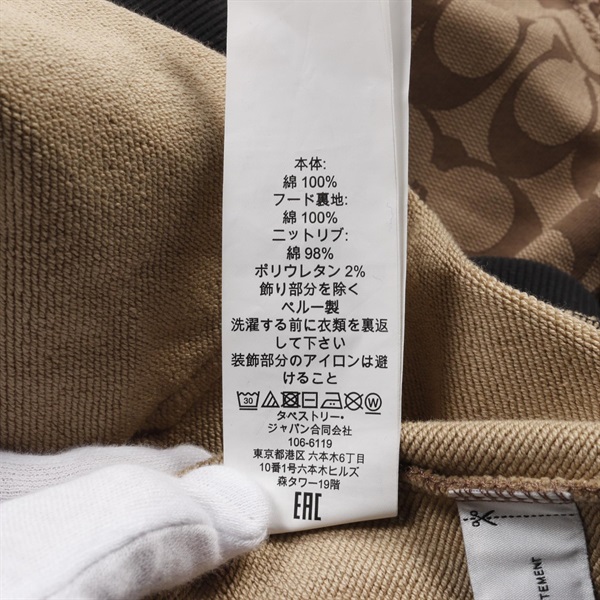 本体:
綿 100%
フード裏地:
綿 100%
ニットリブ:
綿 98%
ポリウレタン 2%
飾り部分を除く
ペルー製
洗濯する前に衣類を裏返
して下さい
装飾部分のアイロンは避
けること
30
W
タペストリー・
ジャパン合同会社
106-6119
東京都港区 六本木6丁目
10番1号六本木ヒルズ
森タワー19階
EAC